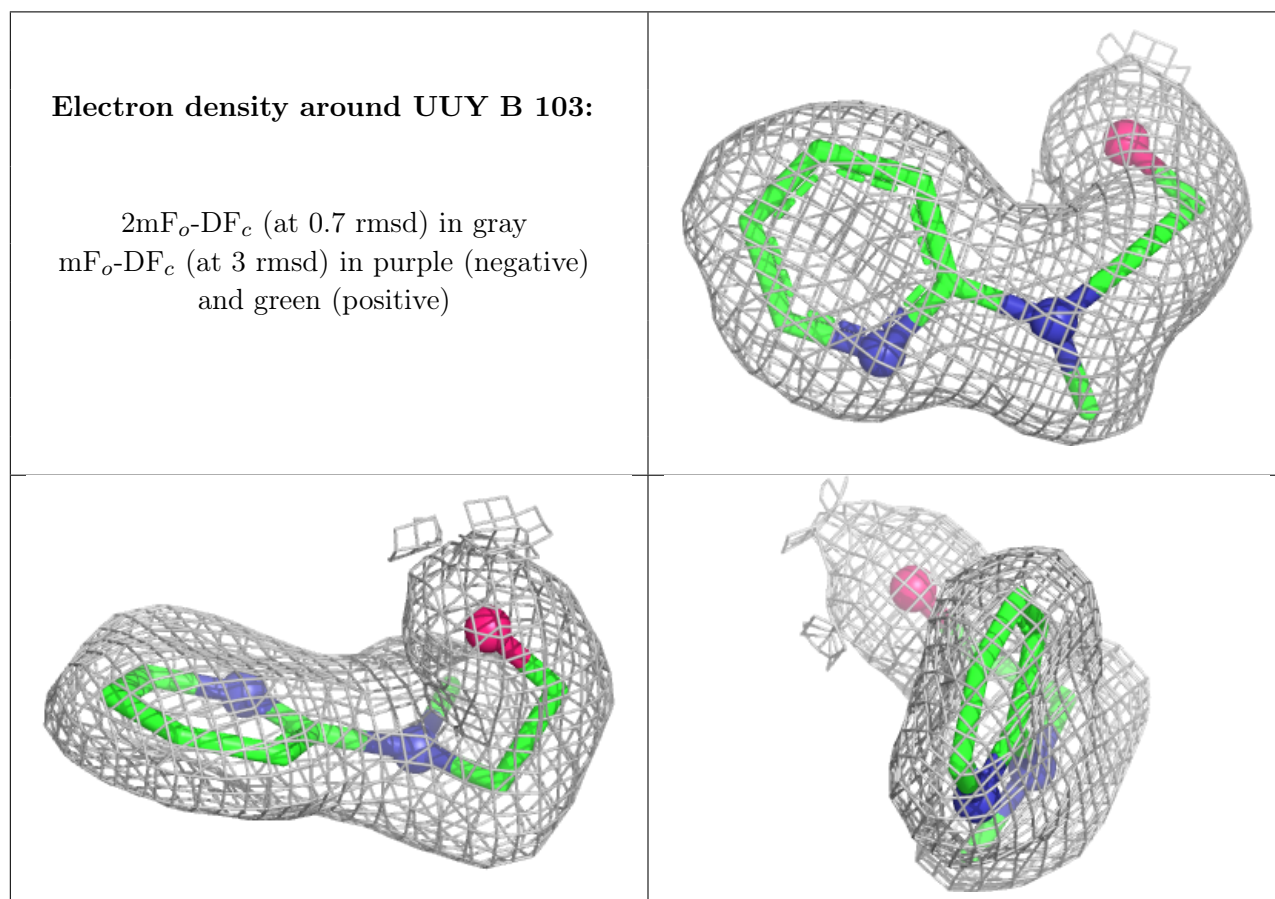 Electron density around UUY B 103:
2mFo-DFc (at 0.7 rmsd) in gray
mFo-DFc (at 3 rmsd) in purple (negative)
and green (positive)